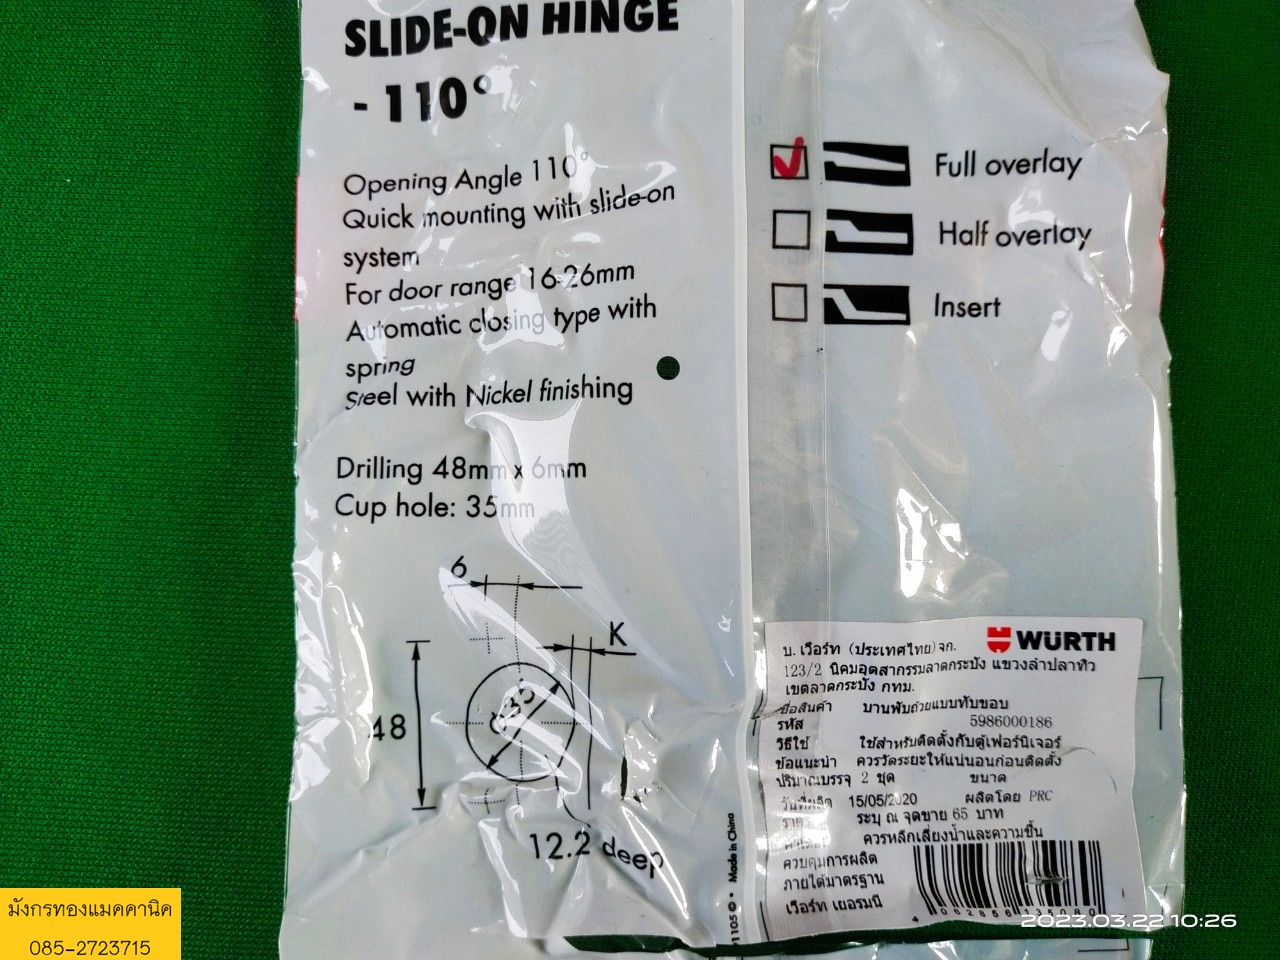 SLIDE-ON HINGE
- 110°
Opening Angle 110°
Quick mounting with slide-on
system
For door range 16-26mm
Automatic closing type with
spring
Steel with Nickel finishing
Drilling 48mm x 6mm
Cup hole: 35mm
6
K
48
ø35
12.2 deep
Full overlay
Half overlay
Insert
Made in China
WÜRTH
บ. เวือร์ท (ประเทศไทย) จก.
123/2 นิคมอุตสากรรมลาดกระบัง แขวงลำปลาทิว
เขตลาดกระบัง กทม.
ชื่อสินค้า บานพับถ้วยแบบทับขอบ
รหัส 5986000186
วิธีใช้ ใช้สำหรับติดตั้งกับตู้เฟอร์นิเจอร์
ข้อแนะนำ ควรวัดระยะให้แน่นอนก่อนติดตั้ง
ปริมาณบรรจุ 2 ชุด ขนาด
วันที่ผลิต 15/05/2020 ผลิตโดย PRC
ราคา ระบุ ณ จุดขาย 65 บาท
ควรหลีกเลี่ยงน้ำและความชื้น
ควบคุมการผลิต
ภายใต้มาตรฐาน
เวือร์ท เยอรมนี
2023.03.22 10:26
มังกรทองแมคคานิค
085-2723715